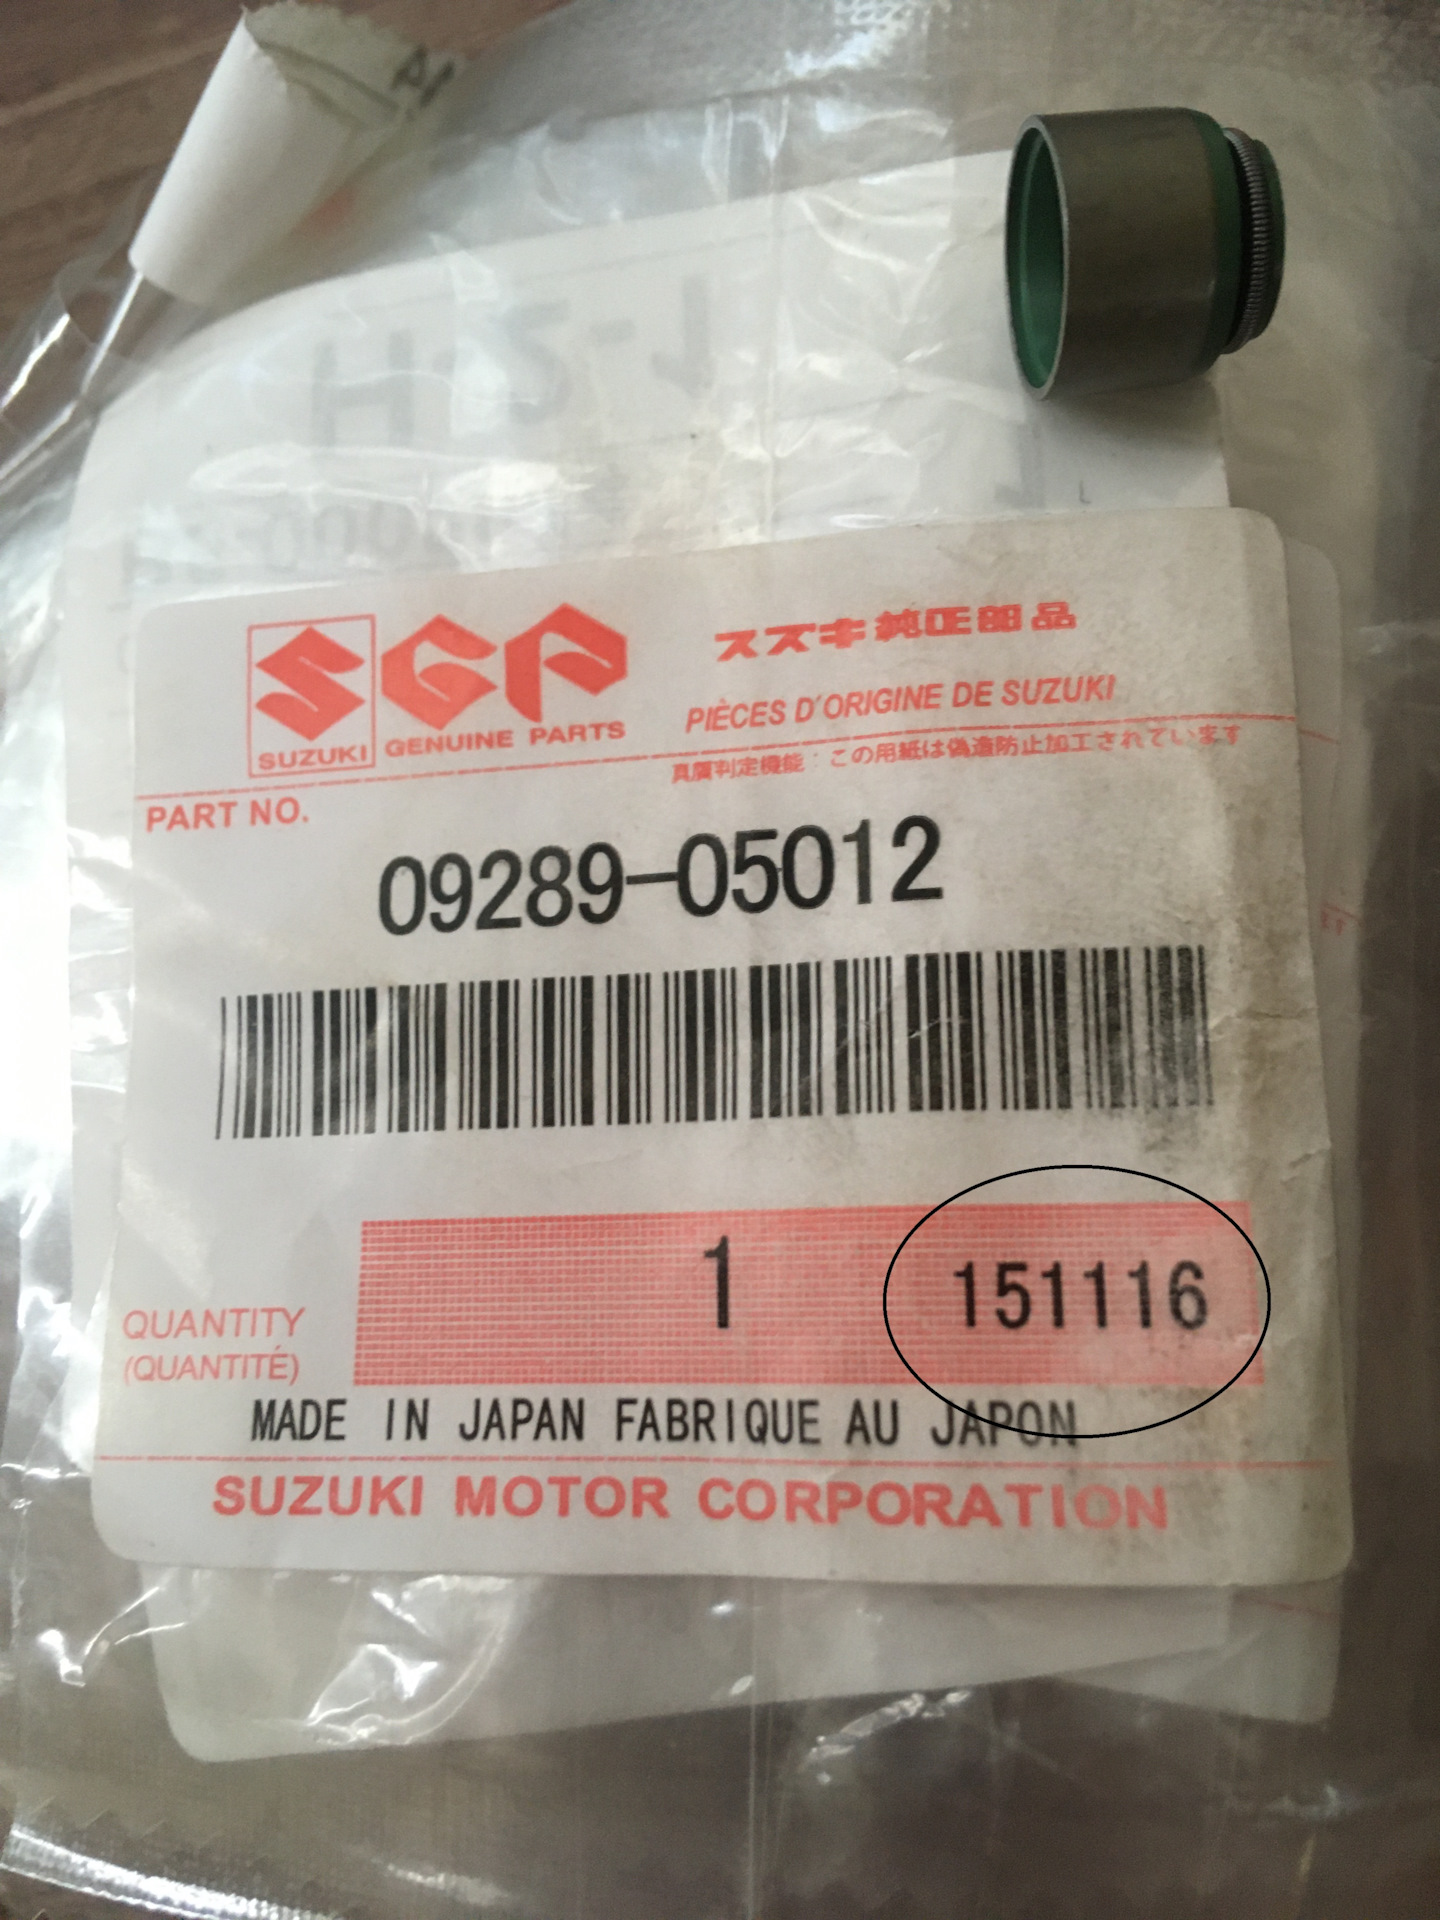 SUZUKI
SGP
GENUINE PARTS
スズキ純正部品
PIÈCES D'ORIGINE DE SUZUKI
真贋判定機能:この用紙は偽造防止加工されています
PART NO.
09289-05012
1 151116
QUANTITY
(QUANTITÉ)
MADE IN JAPAN FABRIQUE AU JAPON
SUZUKI MOTOR CORPORATION